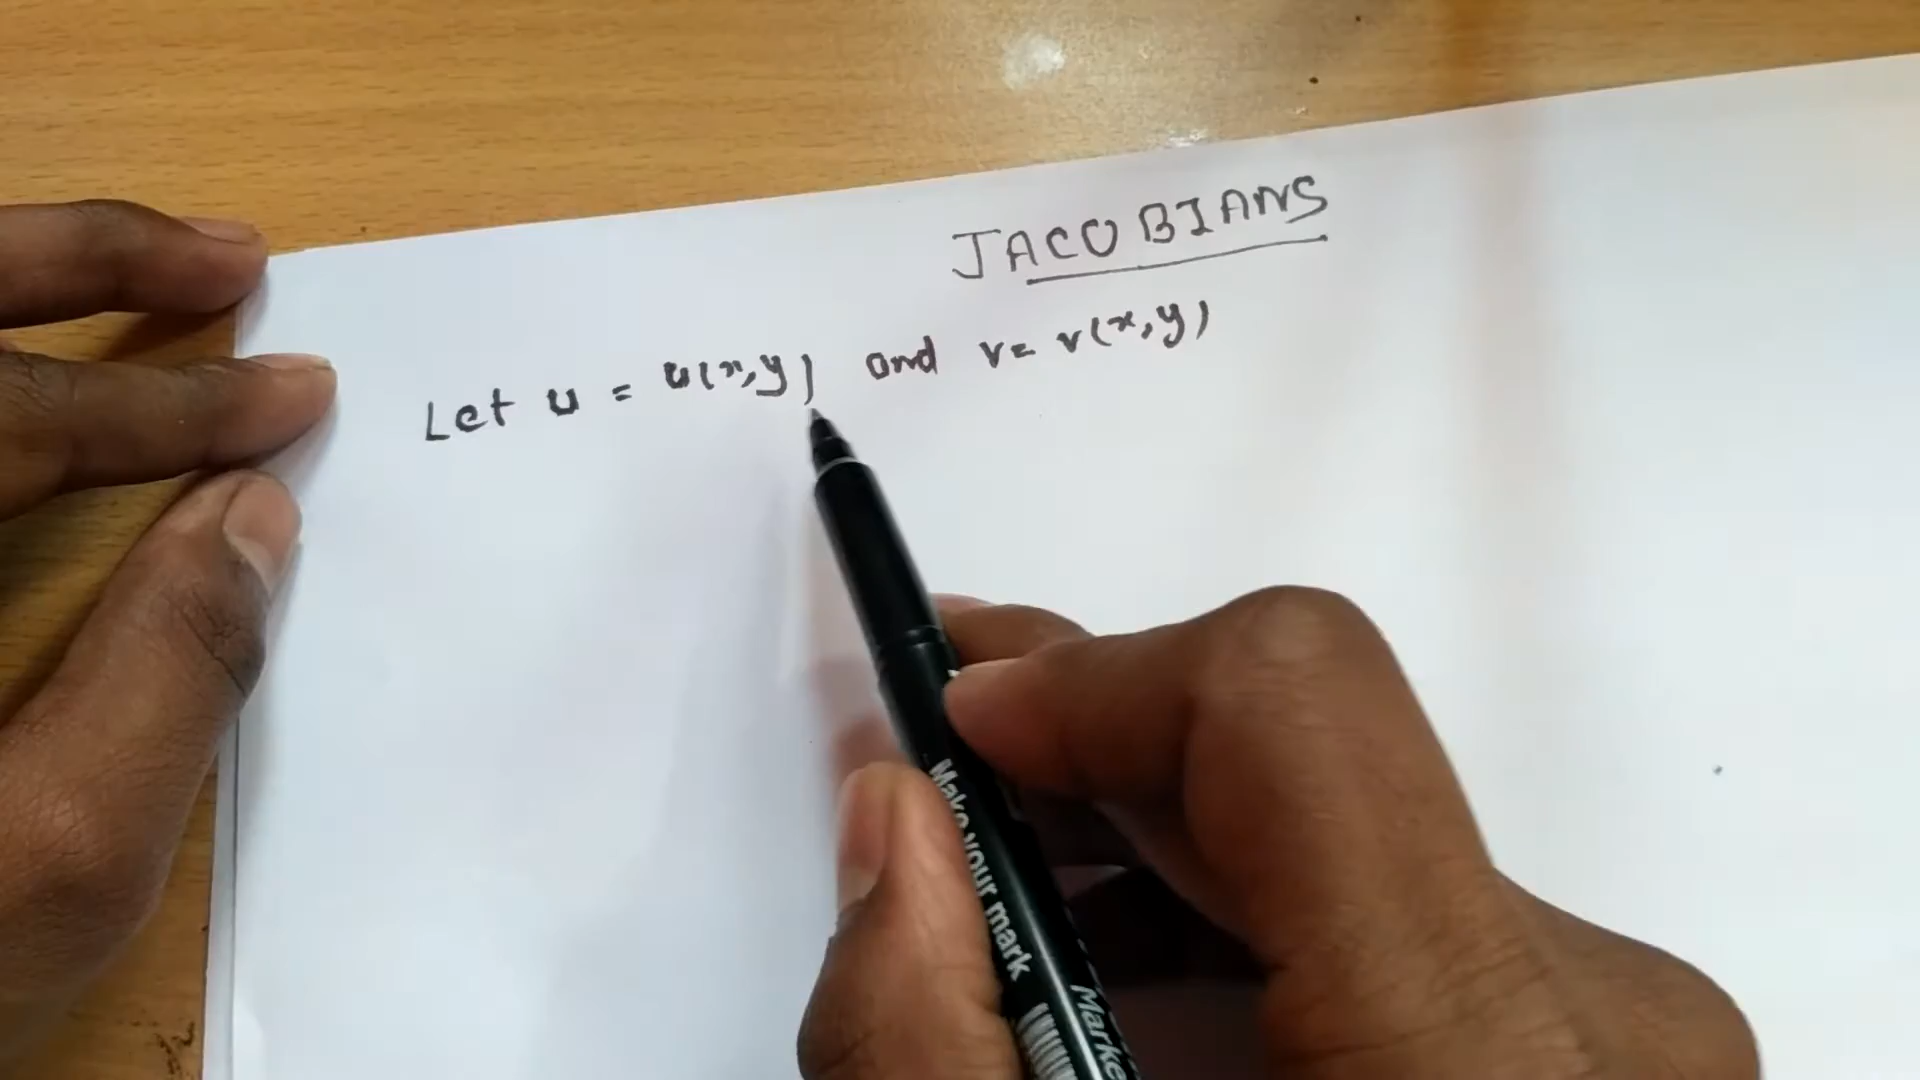 JACOBIANS
Let u = u(x,y) and v= v(x,y)
Make your mark
Marke